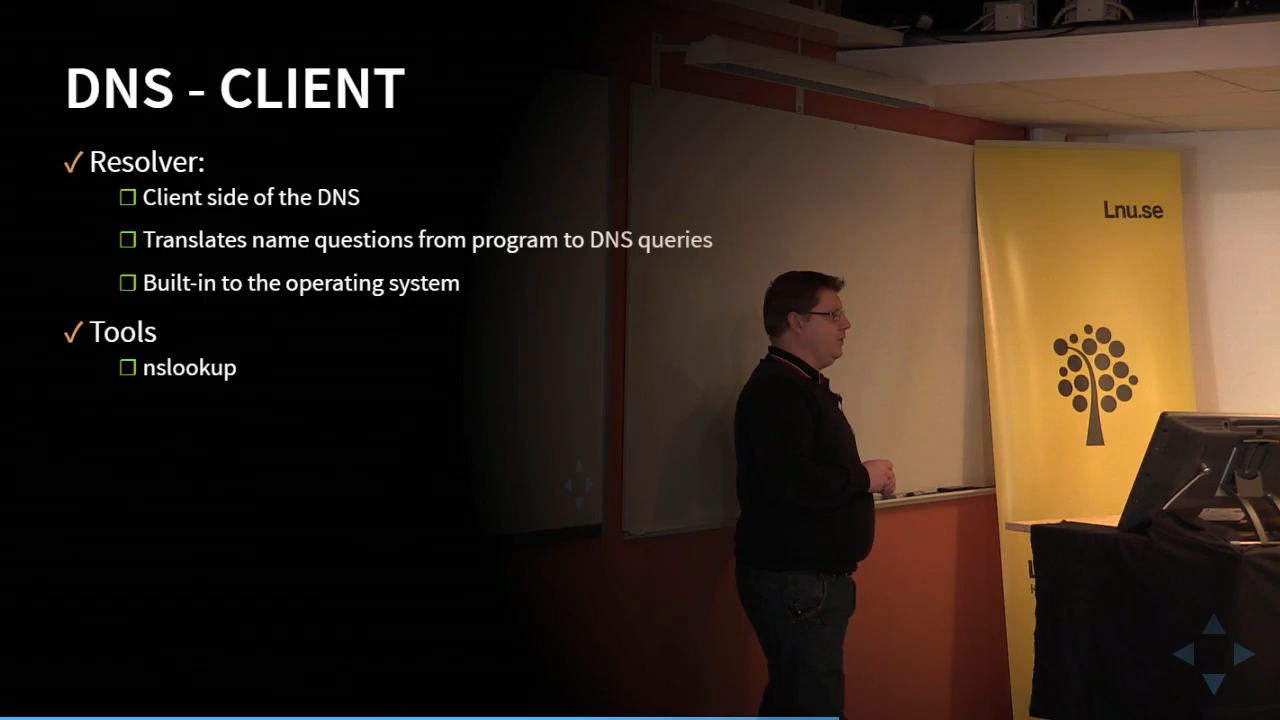 DNS - CLIENT
Resolver:
Client side of the DNS
Translates name questions from program to DNS queries
Built-in to the operating system
Tools
nslookup
Lnu.se